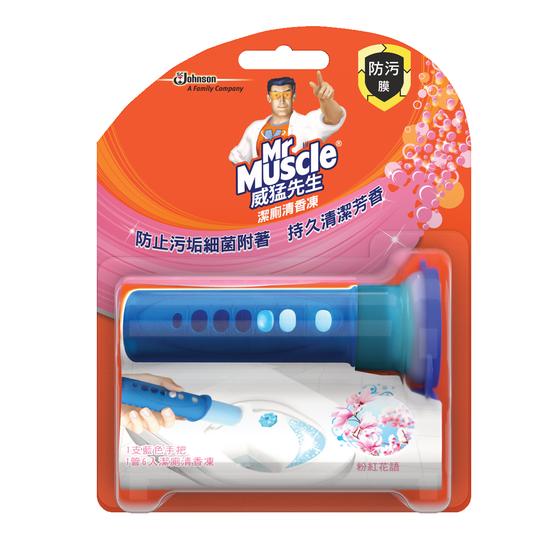 Johnson
A Family Company
防污
膜
Mr
Muscle®
威猛先生
潔廁清香凍
防止污垢細菌附著 持久清潔芳香
1支藍色手把
1管6入潔廁清香凍
粉紅花語